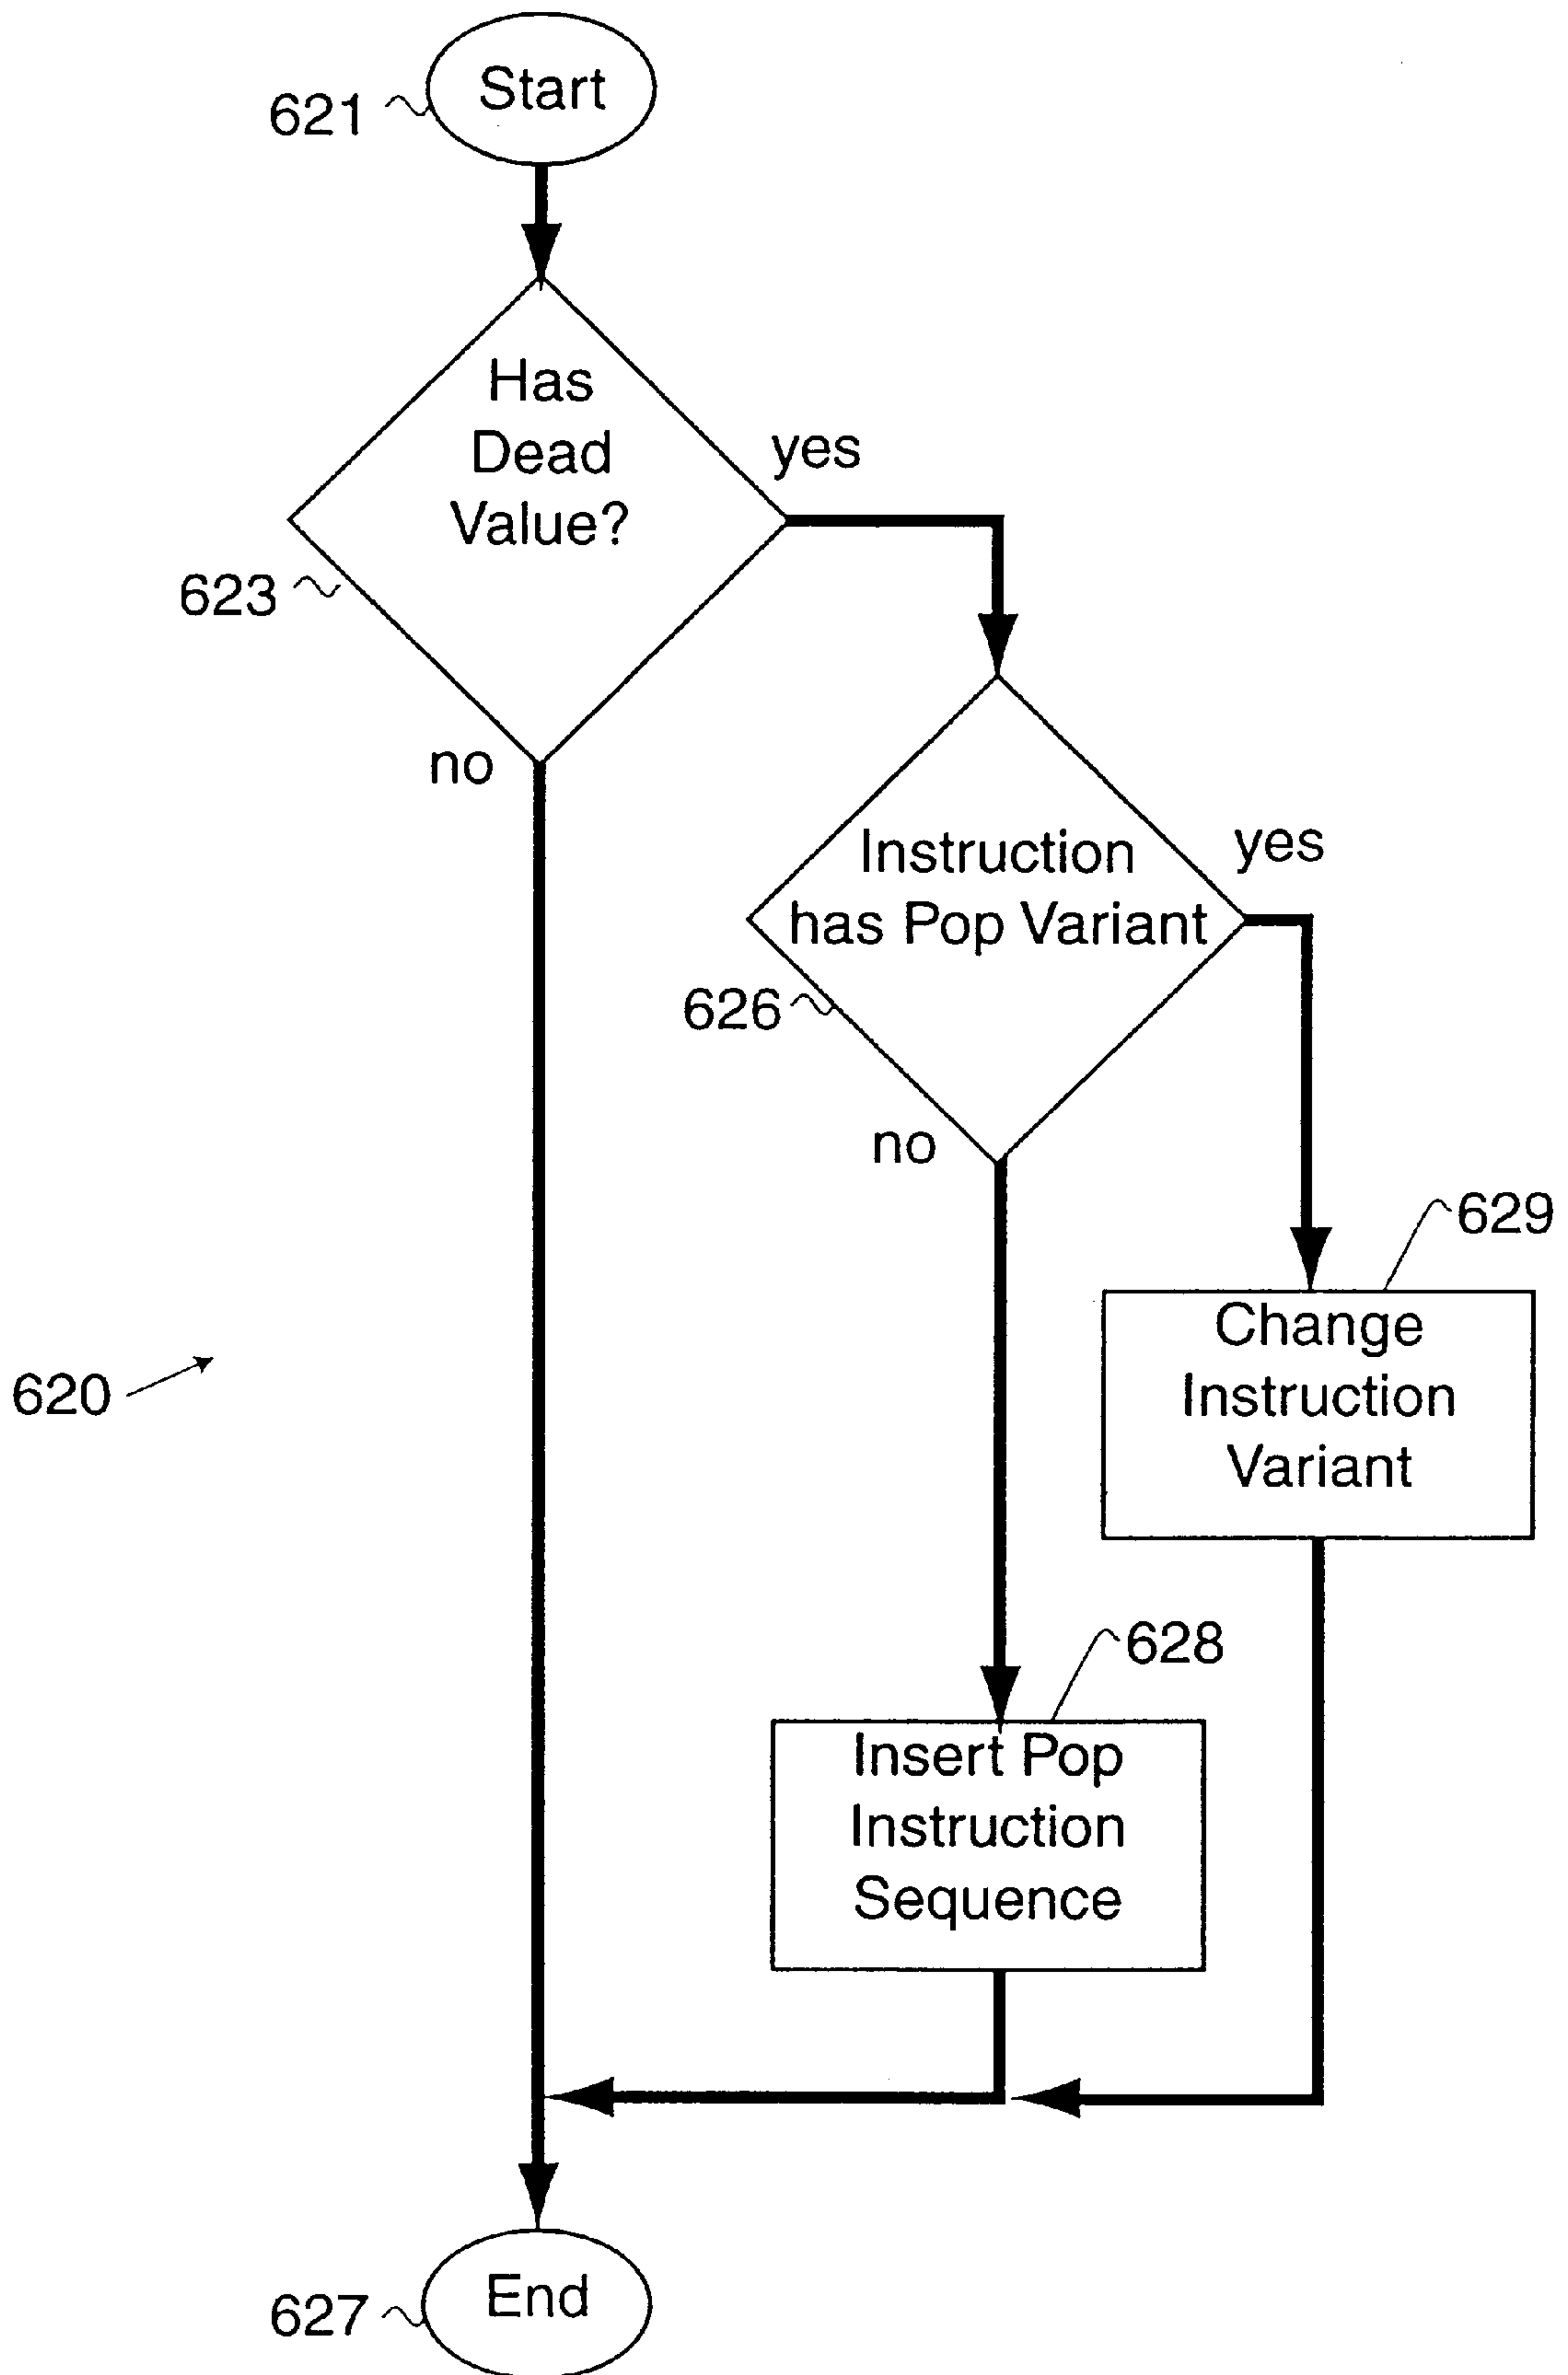 Start
621
Has
Dead
Value?
yes
623
no
Instruction
has Pop Variant
yes
626
no
629
Change
Instruction
Variant
620
628
Insert Pop
Instruction
Sequence
End
627